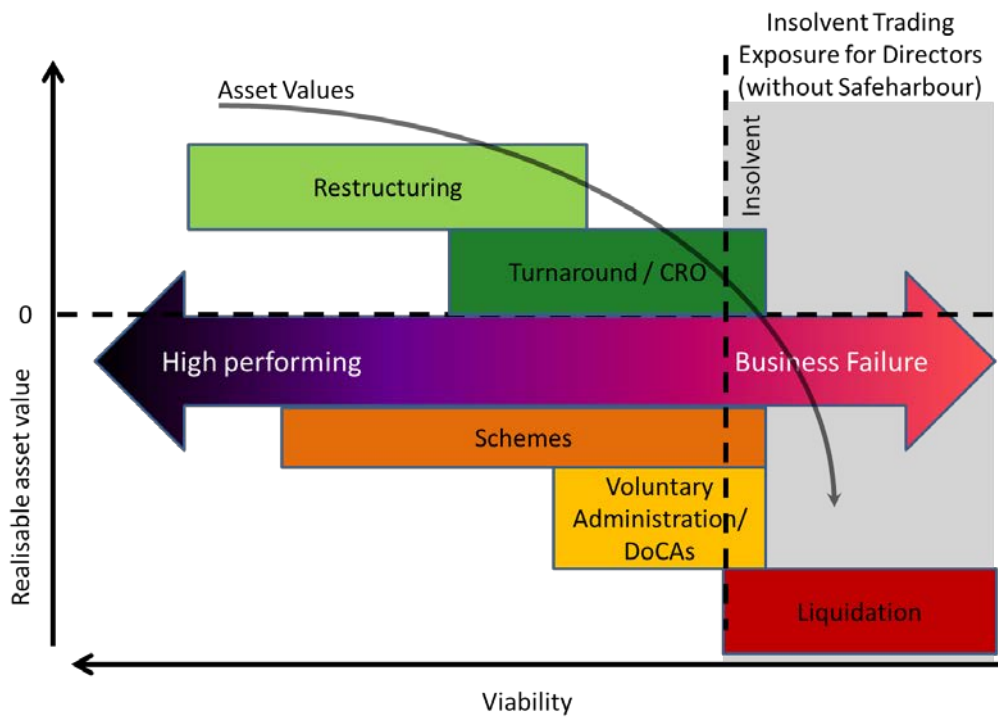 Insolvent Trading
Exposure for Directors
(without Safeharbour)
Asset Values
Insolvent
Restructuring
Turnaround / CRO
0
High performing
Business Failure
Schemes
Voluntary
Administration/
DoCAs
Liquidation
Realisable asset value
Viability